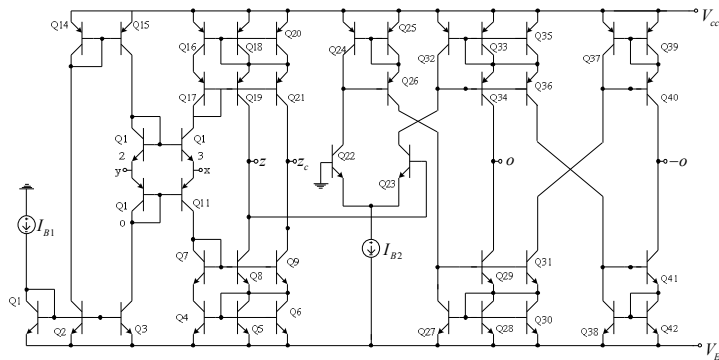 Q14 Q15 Q16 Q18 Q20 Q24 Q25 Q32 Q33 Q35 Q37 Q39 Vcc
Q17 Q19 Q21 Q26 Q34 Q36 Q40
Q1 Q1
2 3 z zc Q22 Q23 o −o
y x
Q1 Q11
0
IB1 IB2
Q7 Q8 Q9 Q29 Q31 Q41
Q1 Q2 Q3 Q4 Q5 Q6 Q27 Q28 Q30 Q38 Q42
VE